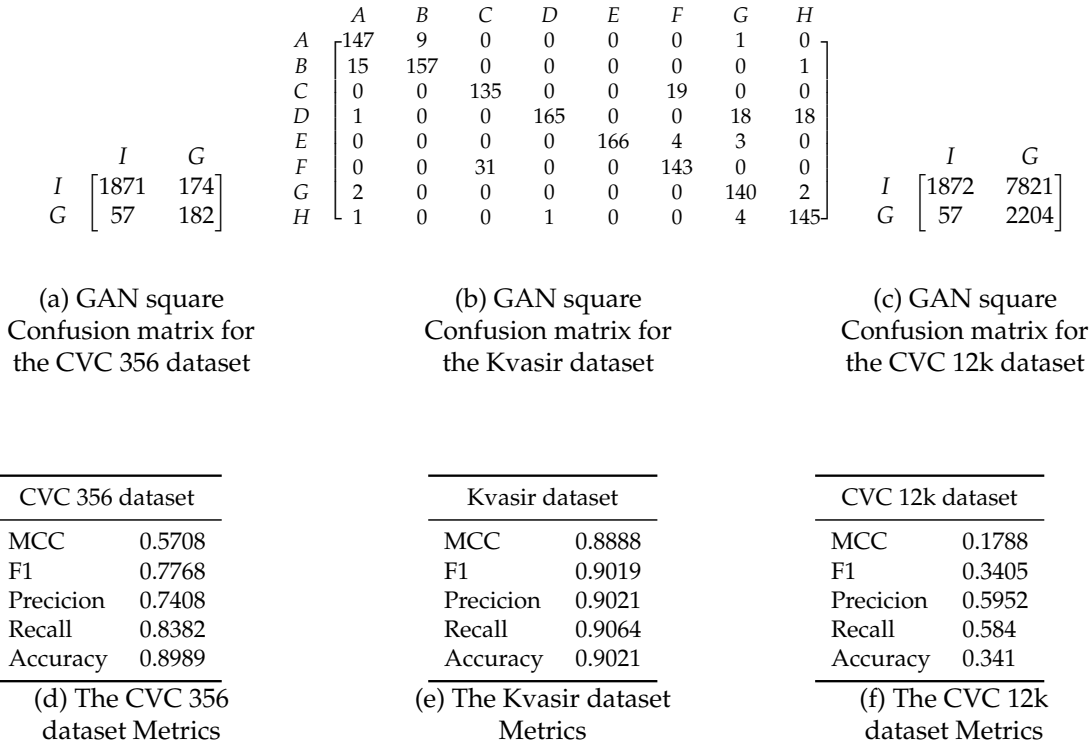 A B C D E F G H
A 147 9 0 0 0 0 1 0
B 15 157 0 0 0 0 0 1
C 0 0 135 0 0 19 0 0
D 1 0 0 165 0 0 18 18
E 0 0 0 0 166 4 3 0
F 0 0 31 0 0 143 0 0
G 2 0 0 0 0 0 140 2
H 1 0 0 1 0 0 4 145
I G
I 1871 174
G 57 182
I G
I 1872 7821
G 57 2204
(a) GAN square
Confusion matrix for
the CVC 356 dataset
(b) GAN square
Confusion matrix for
the Kvasir dataset
(c) GAN square
Confusion matrix for
the CVC 12k dataset
CVC 356 dataset
MCC 0.5708
F1 0.7768
Precicion 0.7408
Recall 0.8382
Accuracy 0.8989
(d) The CVC 356
dataset Metrics
Kvasir dataset
MCC 0.8888
F1 0.9019
Precicion 0.9021
Recall 0.9064
Accuracy 0.9021
(e) The Kvasir dataset
Metrics
CVC 12k dataset
MCC 0.1788
F1 0.3405
Precicion 0.5952
Recall 0.584
Accuracy 0.341
(f) The CVC 12k
dataset Metrics